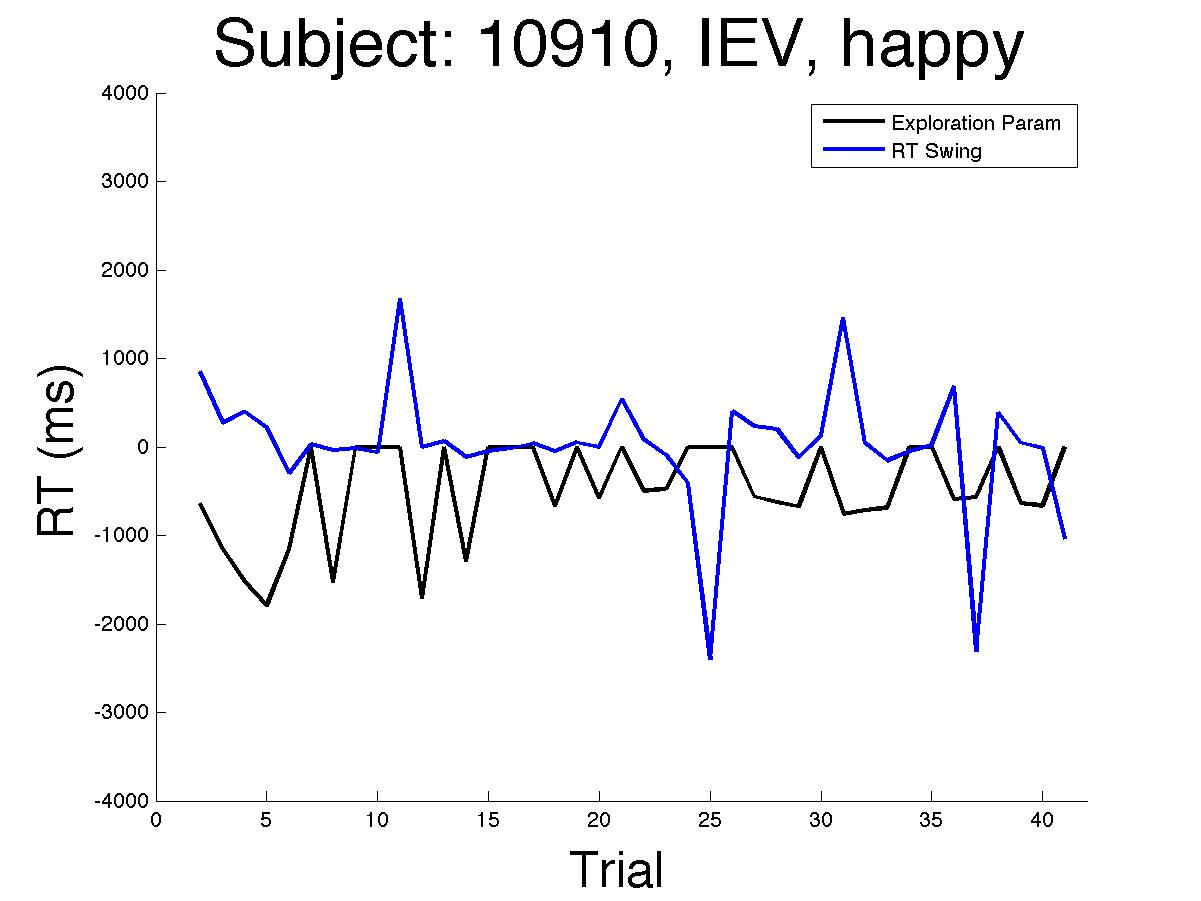 Subject: 10910, IEV, happy
4000
3000
2000
1000
0
-1000
-2000
-3000
-4000
RT (ms)
Exploration Param
RT Swing
0 5 10 15 20 25 30 35 40
Trial